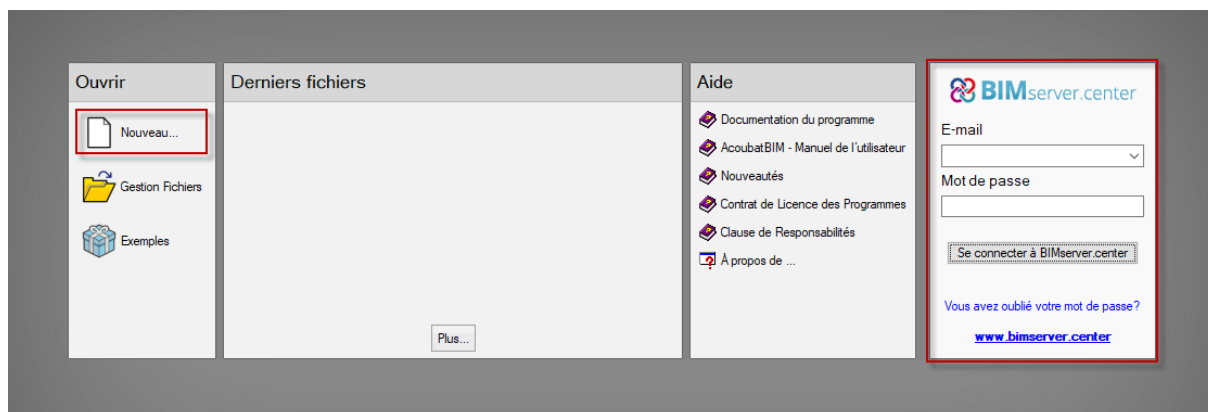 Ouvrir
Nouveau...
Gestion Fichiers
Exemples
Derniers fichiers
Plus...
Aide
Documentation du programme
AcoubatBIM - Manuel de l'utilisateur
Nouveautés
Contrat de Licence des Programmes
Clause de Responsabilités
À propos de ...
BIMserver.center
E-mail
Mot de passe
Se connecter à BIMserver.center
Vous avez oublié votre mot de passe?
www.bimserver.center